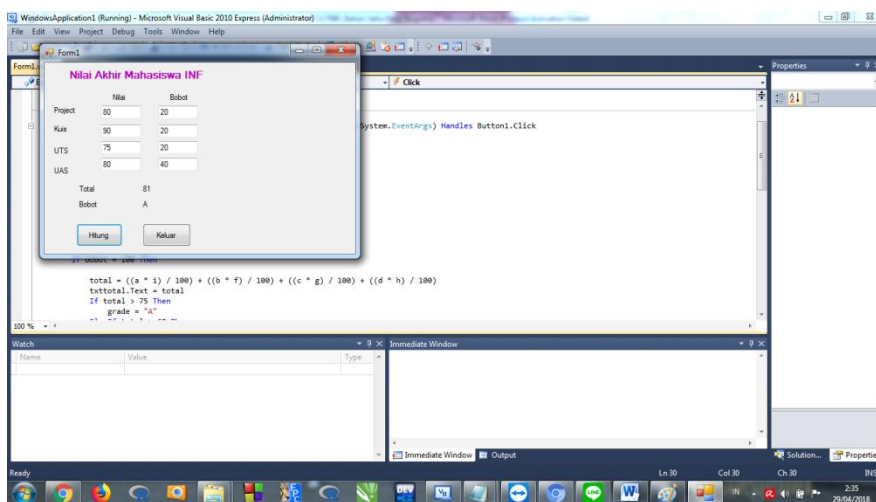 WindowsApplication1 (Running) - Microsoft Visual Basic 2010 Express (Administrator)
File Edit View Project Debug Tools Window Help
Form1
Form1.
Click
Properties
Nilai Akhir Mahasiswa INF
Nilai Bobot
Project 80 20
Kuis 90 20
UTS 75 20
UAS 80 40
Total 81
Bobot A
Hitung Keluar
System.EventArgs) Handles Button1.Click
total = ((a * i) / 100) + ((b * f) / 100) + ((c * g) / 100) + ((d * h) / 100)
txttotal.Text = total
If total > 75 Then
grade = "A"
100 %
Watch
Name Value Type
Immediate Window
Immediate Window Output
Solution... Propertie
Ready Ln 30 Col 30 Ch 30 INS
IN 2:35
29/04/2018